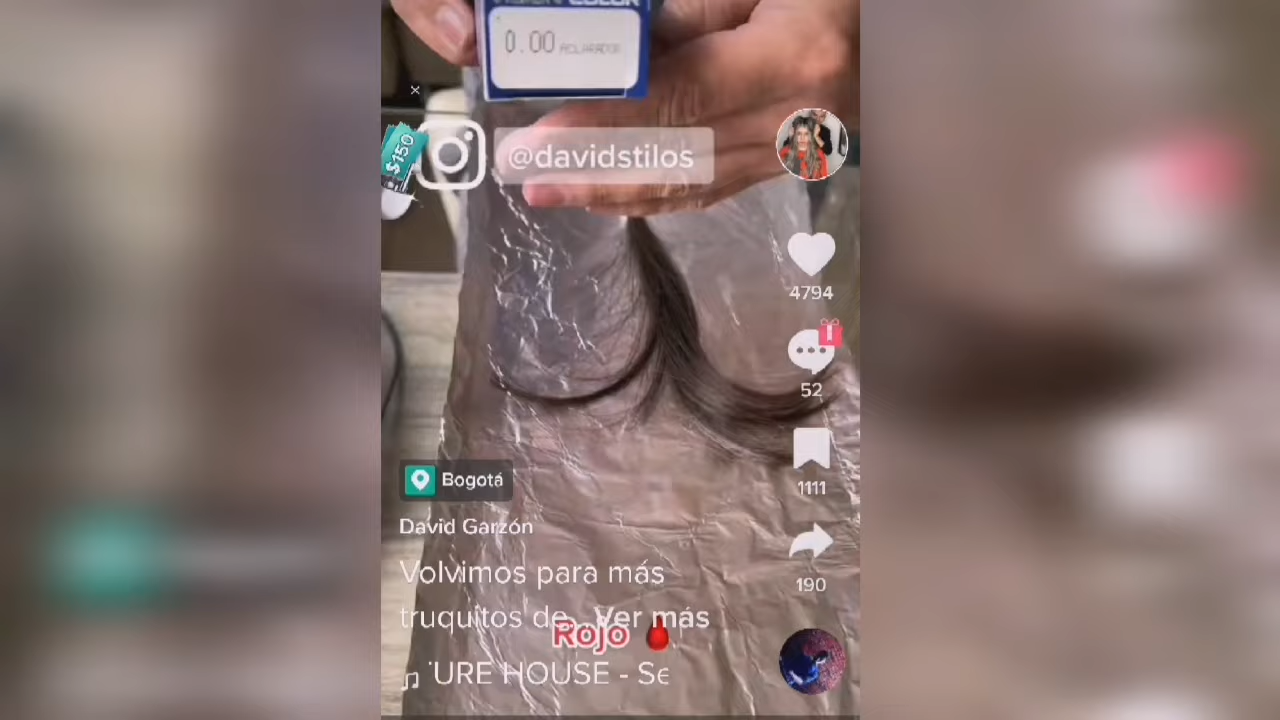 COLOR
0.00 ACLARADOR
$150
@davidstilos
4794
52
1111
190
Bogotá
David Garzón
Volvimos para más
truquitos de... Ver más
Rojo
URE HOUSE - Se